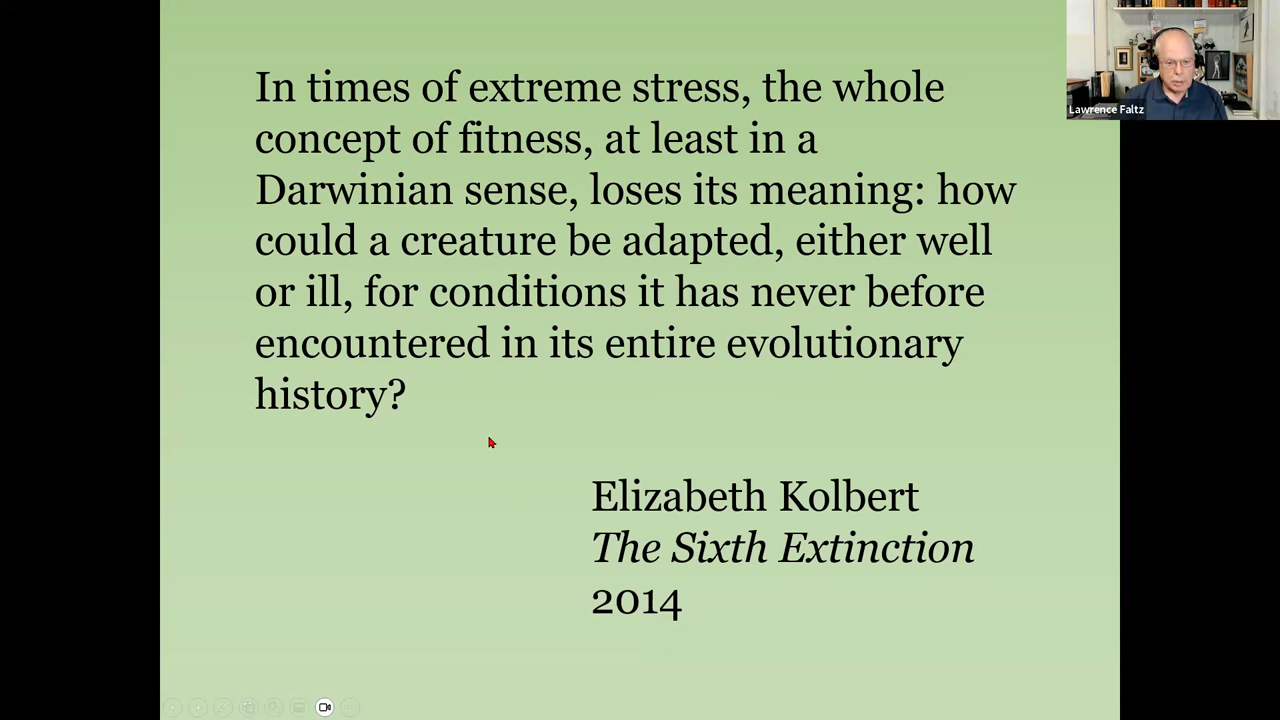 In times of extreme stress, the whole
concept of fitness, at least in a
Darwinian sense, loses its meaning: how
could a creature be adapted, either well
or ill, for conditions it has never before
encountered in its entire evolutionary
history?
Elizabeth Kolbert
The Sixth Extinction
2014
Lawrence Faltz